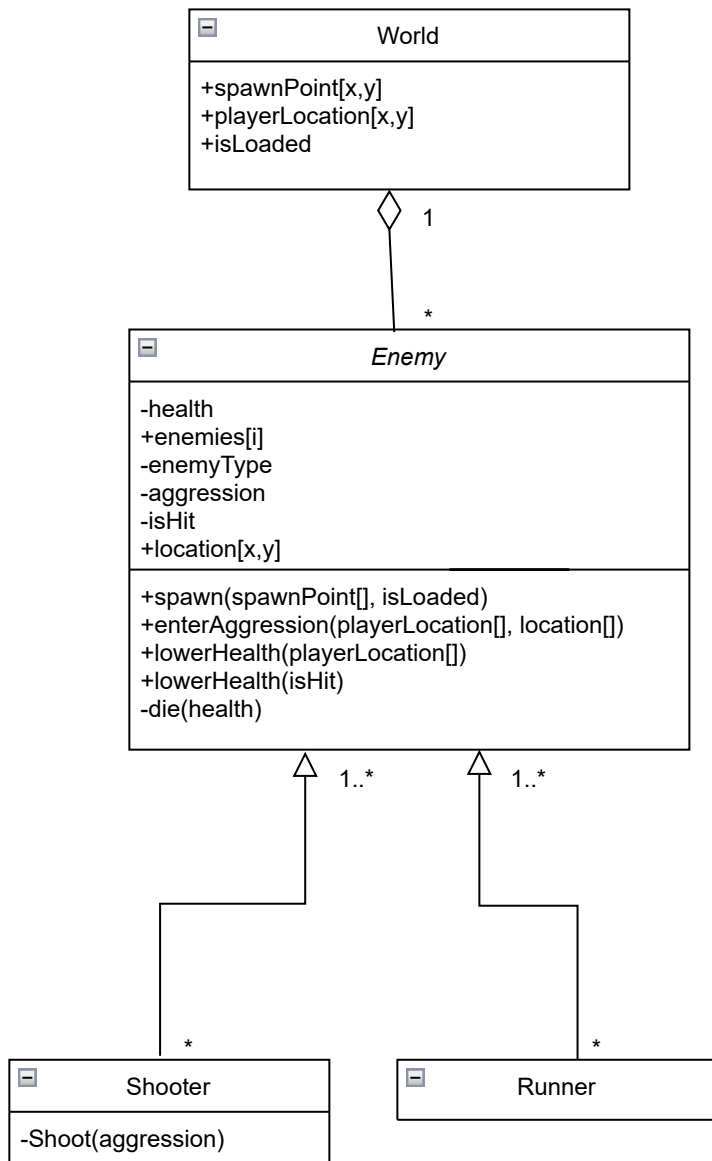 World
+spawnPoint[x,y]
+playerLocation[x,y]
+isLoaded
1
*
Enemy
-health
+enemies[i]
-enemyType
-aggression
-isHit
+location[x,y]
+spawn(spawnPoint[], isLoaded)
+enterAggression(playerLocation[], location[])
+lowerHealth(playerLocation[])
+lowerHealth(isHit)
-die(health)
1..*
1..*
*
*
Shooter
Runner
-Shoot(aggression)